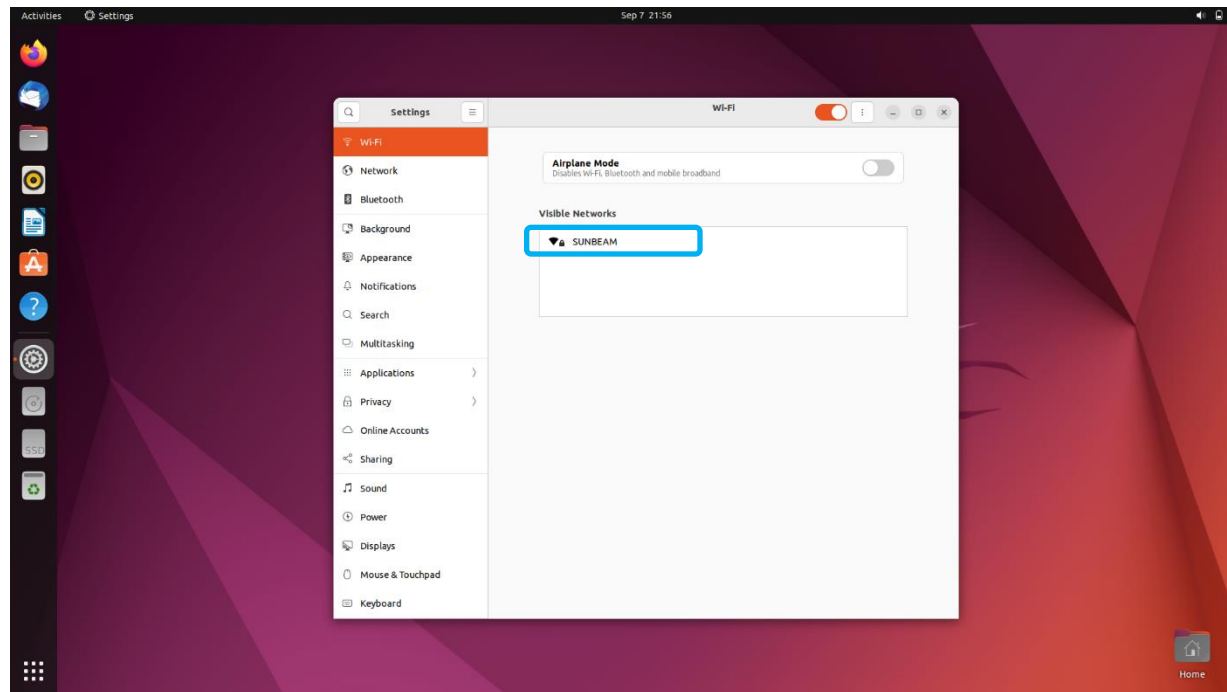 Activities Settings Sep 7 21:56
Settings
Wi-Fi
Wi-Fi
Network
Bluetooth
Background
Appearance
Notifications
Search
Multitasking
Applications
Privacy
Online Accounts
Sharing
Sound
Power
Displays
Mouse & Touchpad
Keyboard
Airplane Mode
Disables Wi-Fi, Bluetooth and mobile broadband
Visible Networks
SUNBEAM
SSD
Home